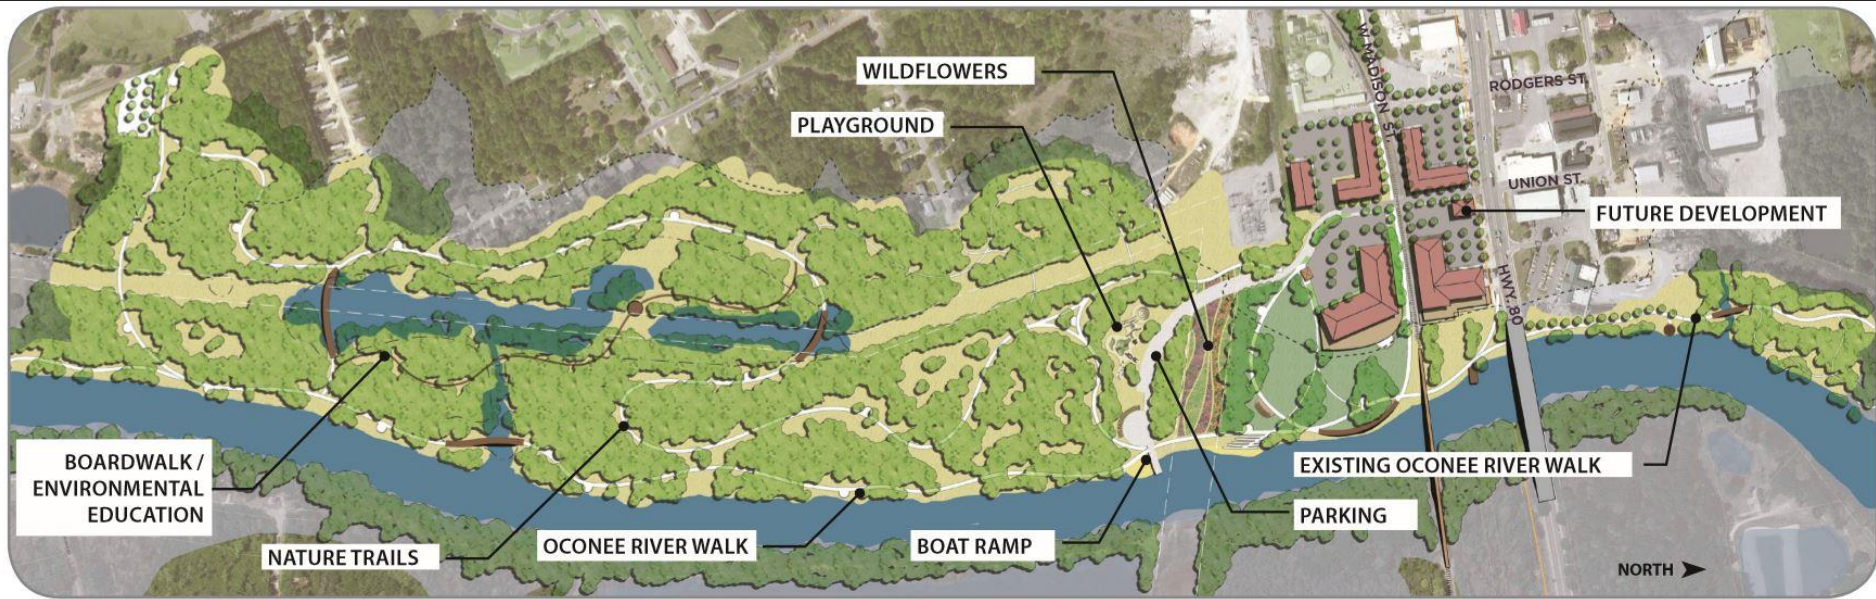 WILDFLOWERS
PLAYGROUND
W MADISON ST.
RODGERS ST.
UNION ST.
FUTURE DEVELOPMENT
HWY 80
BOARDWALK /
ENVIRONMENTAL
EDUCATION
NATURE TRAILS
OCONEE RIVER WALK
BOAT RAMP
EXISTING OCONEE RIVER WALK
PARKING
NORTH